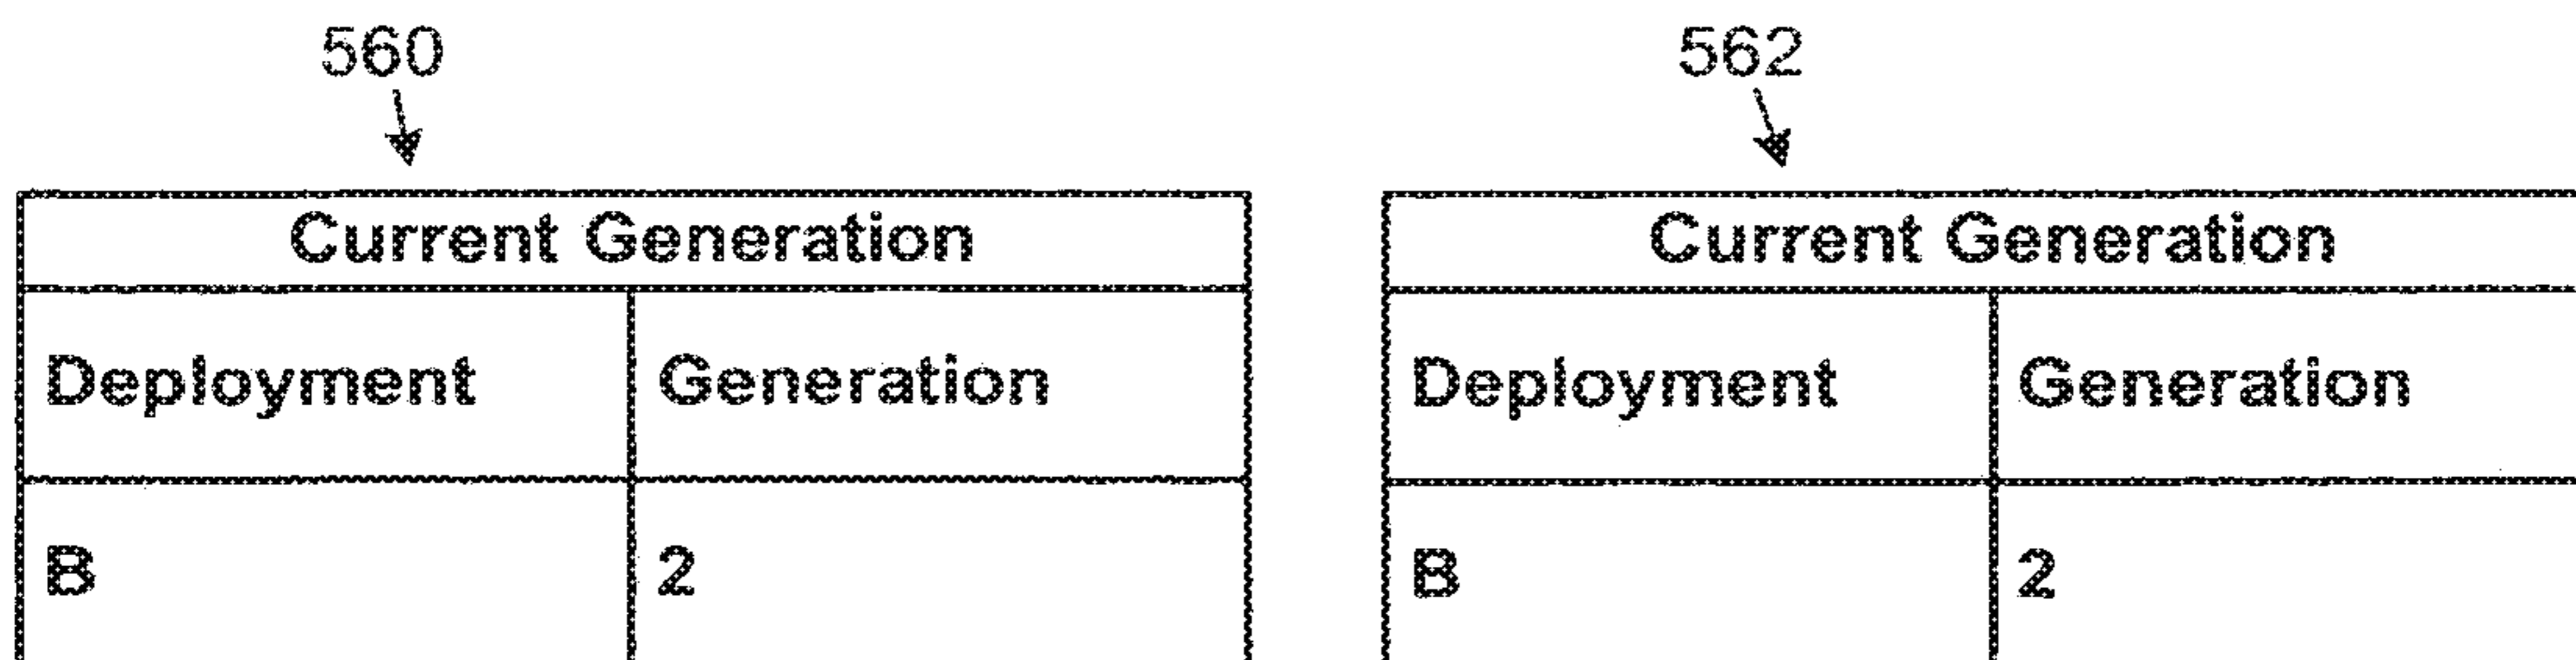 560 562
Current Generation Current Generation
Deployment Generation Deployment Generation
B 2 B 2